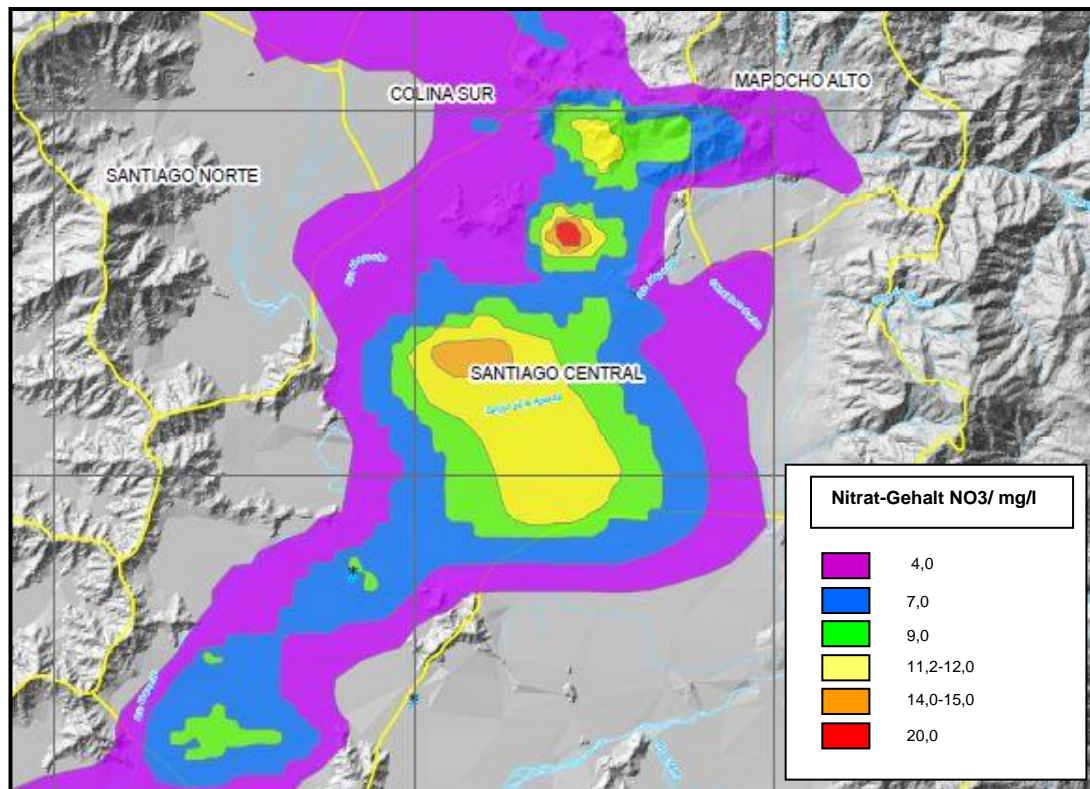 COLINA SUR
MAPOCHO ALTO
SANTIAGO NORTE
SANTIAGO CENTRAL
Nitrat-Gehalt NO3/ mg/l
4,0
7,0
9,0
11,2-12,0
14,0-15,0
20,0